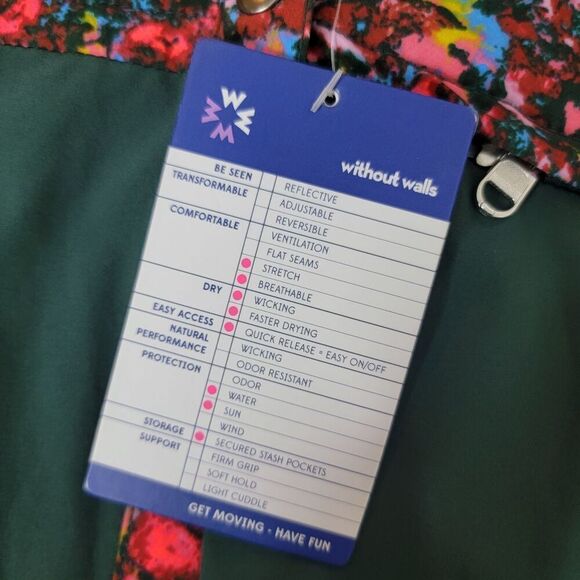 without walls
BE SEEN REFLECTIVE
TRANSFORMABLE ADJUSTABLE
REVERSIBLE
COMFORTABLE VENTILATION
FLAT SEAMS
STRETCH
BREATHABLE
DRY WICKING
FASTER DRYING
EASY ACCESS QUICK RELEASE = EASY ON/OFF
NATURAL PERFORMANCE WICKING
ODOR RESISTANT
PROTECTION ODOR
WATER
SUN
WIND
STORAGE SECURED STASH POCKETS
SUPPORT FIRM GRIP
SOFT HOLD
LIGHT CUDDLE
GET MOVING - HAVE FUN